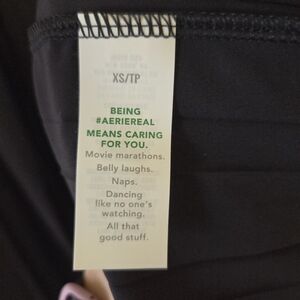 XS/TP
BEING
#AERIEREAL
MEANS CARING
FOR YOU.
Movie marathons.
Belly laughs.
Naps.
Dancing
like no one's
watching.
All that
good stuff.